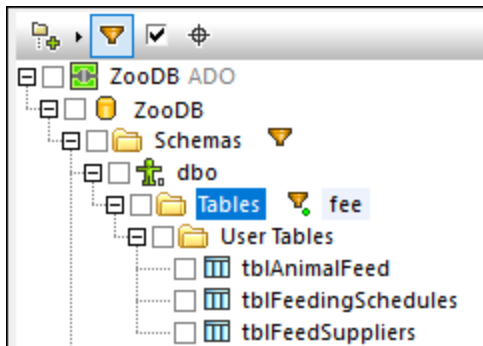 ZooDB ADO
ZooDB
Schemas
dbo
Tables fee
User Tables
tblAnimalFeed
tblFeedingSchedules
tblFeedSuppliers